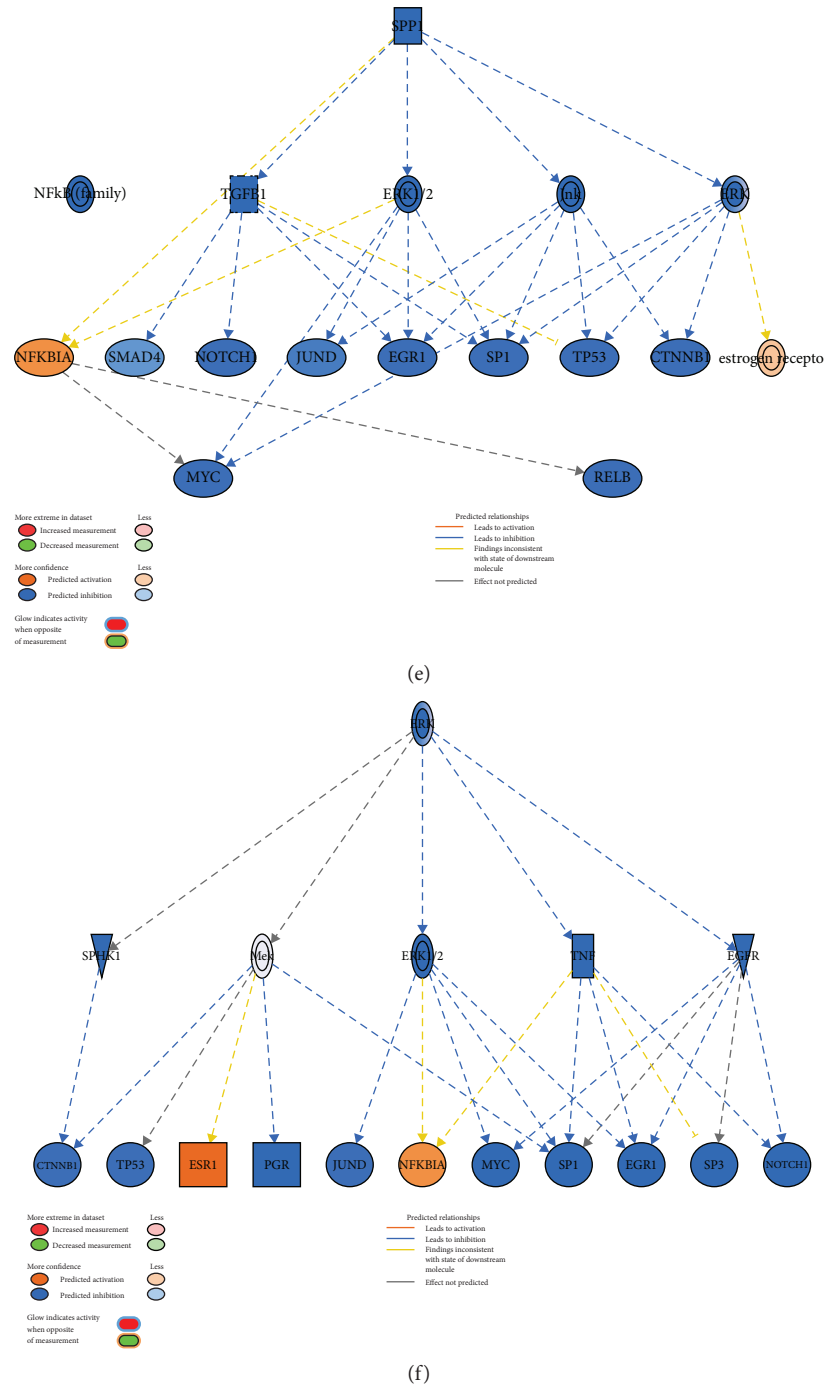 SPP1
NFkB (family)
TGFB1
ERK1/2
Jnk
ERK
NFKBIA
SMAD4
NOTCH1
JUND
EGR1
SP1
TP53
CTNNB1
estrogen recepto
MYC
RELB
More extreme in dataset Less
Increased measurement
Decreased measurement
More confidence Less
Predicted activation
Predicted inhibition
Glow indicates activity
when opposite
of measurement
Predicted relationships
Leads to activation
Leads to inhibition
Findings inconsistent
with state of downstream
molecule
Effect not predicted
(e)
ERK
SPHK1
Mek
ERK1/2
TNF
EGFR
CTNNB1
TP53
ESR1
PGR
JUND
NFKBIA
MYC
SP1
EGR1
SP3
NOTCH1
More extreme in dataset Less
Increased measurement
Decreased measurement
More confidence Less
Predicted activation
Predicted inhibition
Glow indicates activity
when opposite
of measurement
Predicted relationships
Leads to activation
Leads to inhibition
Findings inconsistent
with state of downstream
molecule
Effect not predicted
(f)